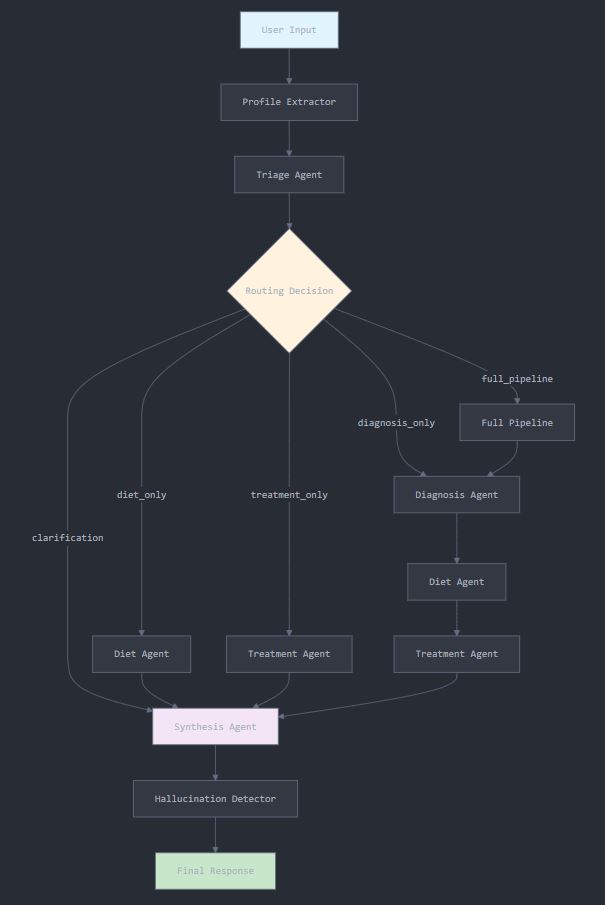 User Input
Profile Extractor
Triage Agent
Routing Decision
full_pipeline
diagnosis_only
Full Pipeline
diet_only
treatment_only
Diagnosis Agent
clarification
Diet Agent
Diet Agent
Treatment Agent
Treatment Agent
Synthesis Agent
Hallucination Detector
Final Response